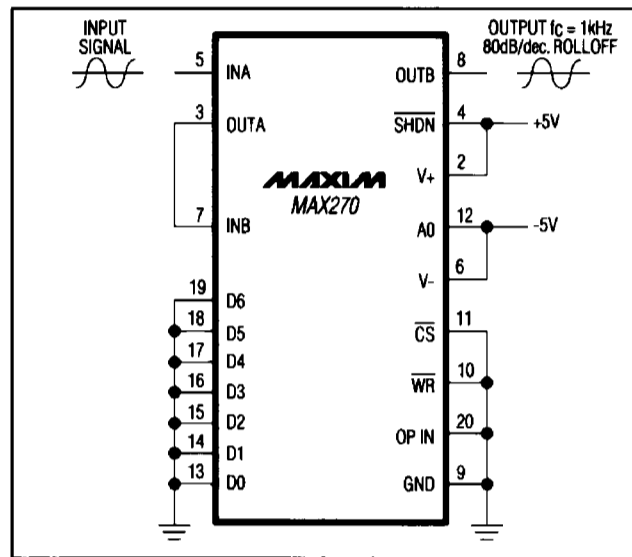 INPUT
SIGNAL
OUTPUT fC = 1kHz
80dB/dec. ROLLOFF
5
INA
OUTB
8
3
OUTA
SHDN
4
+5V
V+
2
MAXIM
MAX270
7
INB
A0
12
-5V
V-
6
19
D6
18
D5
CS
11
17
D4
16
D3
WR
10
15
D2
OP IN
20
14
D1
13
D0
GND
9